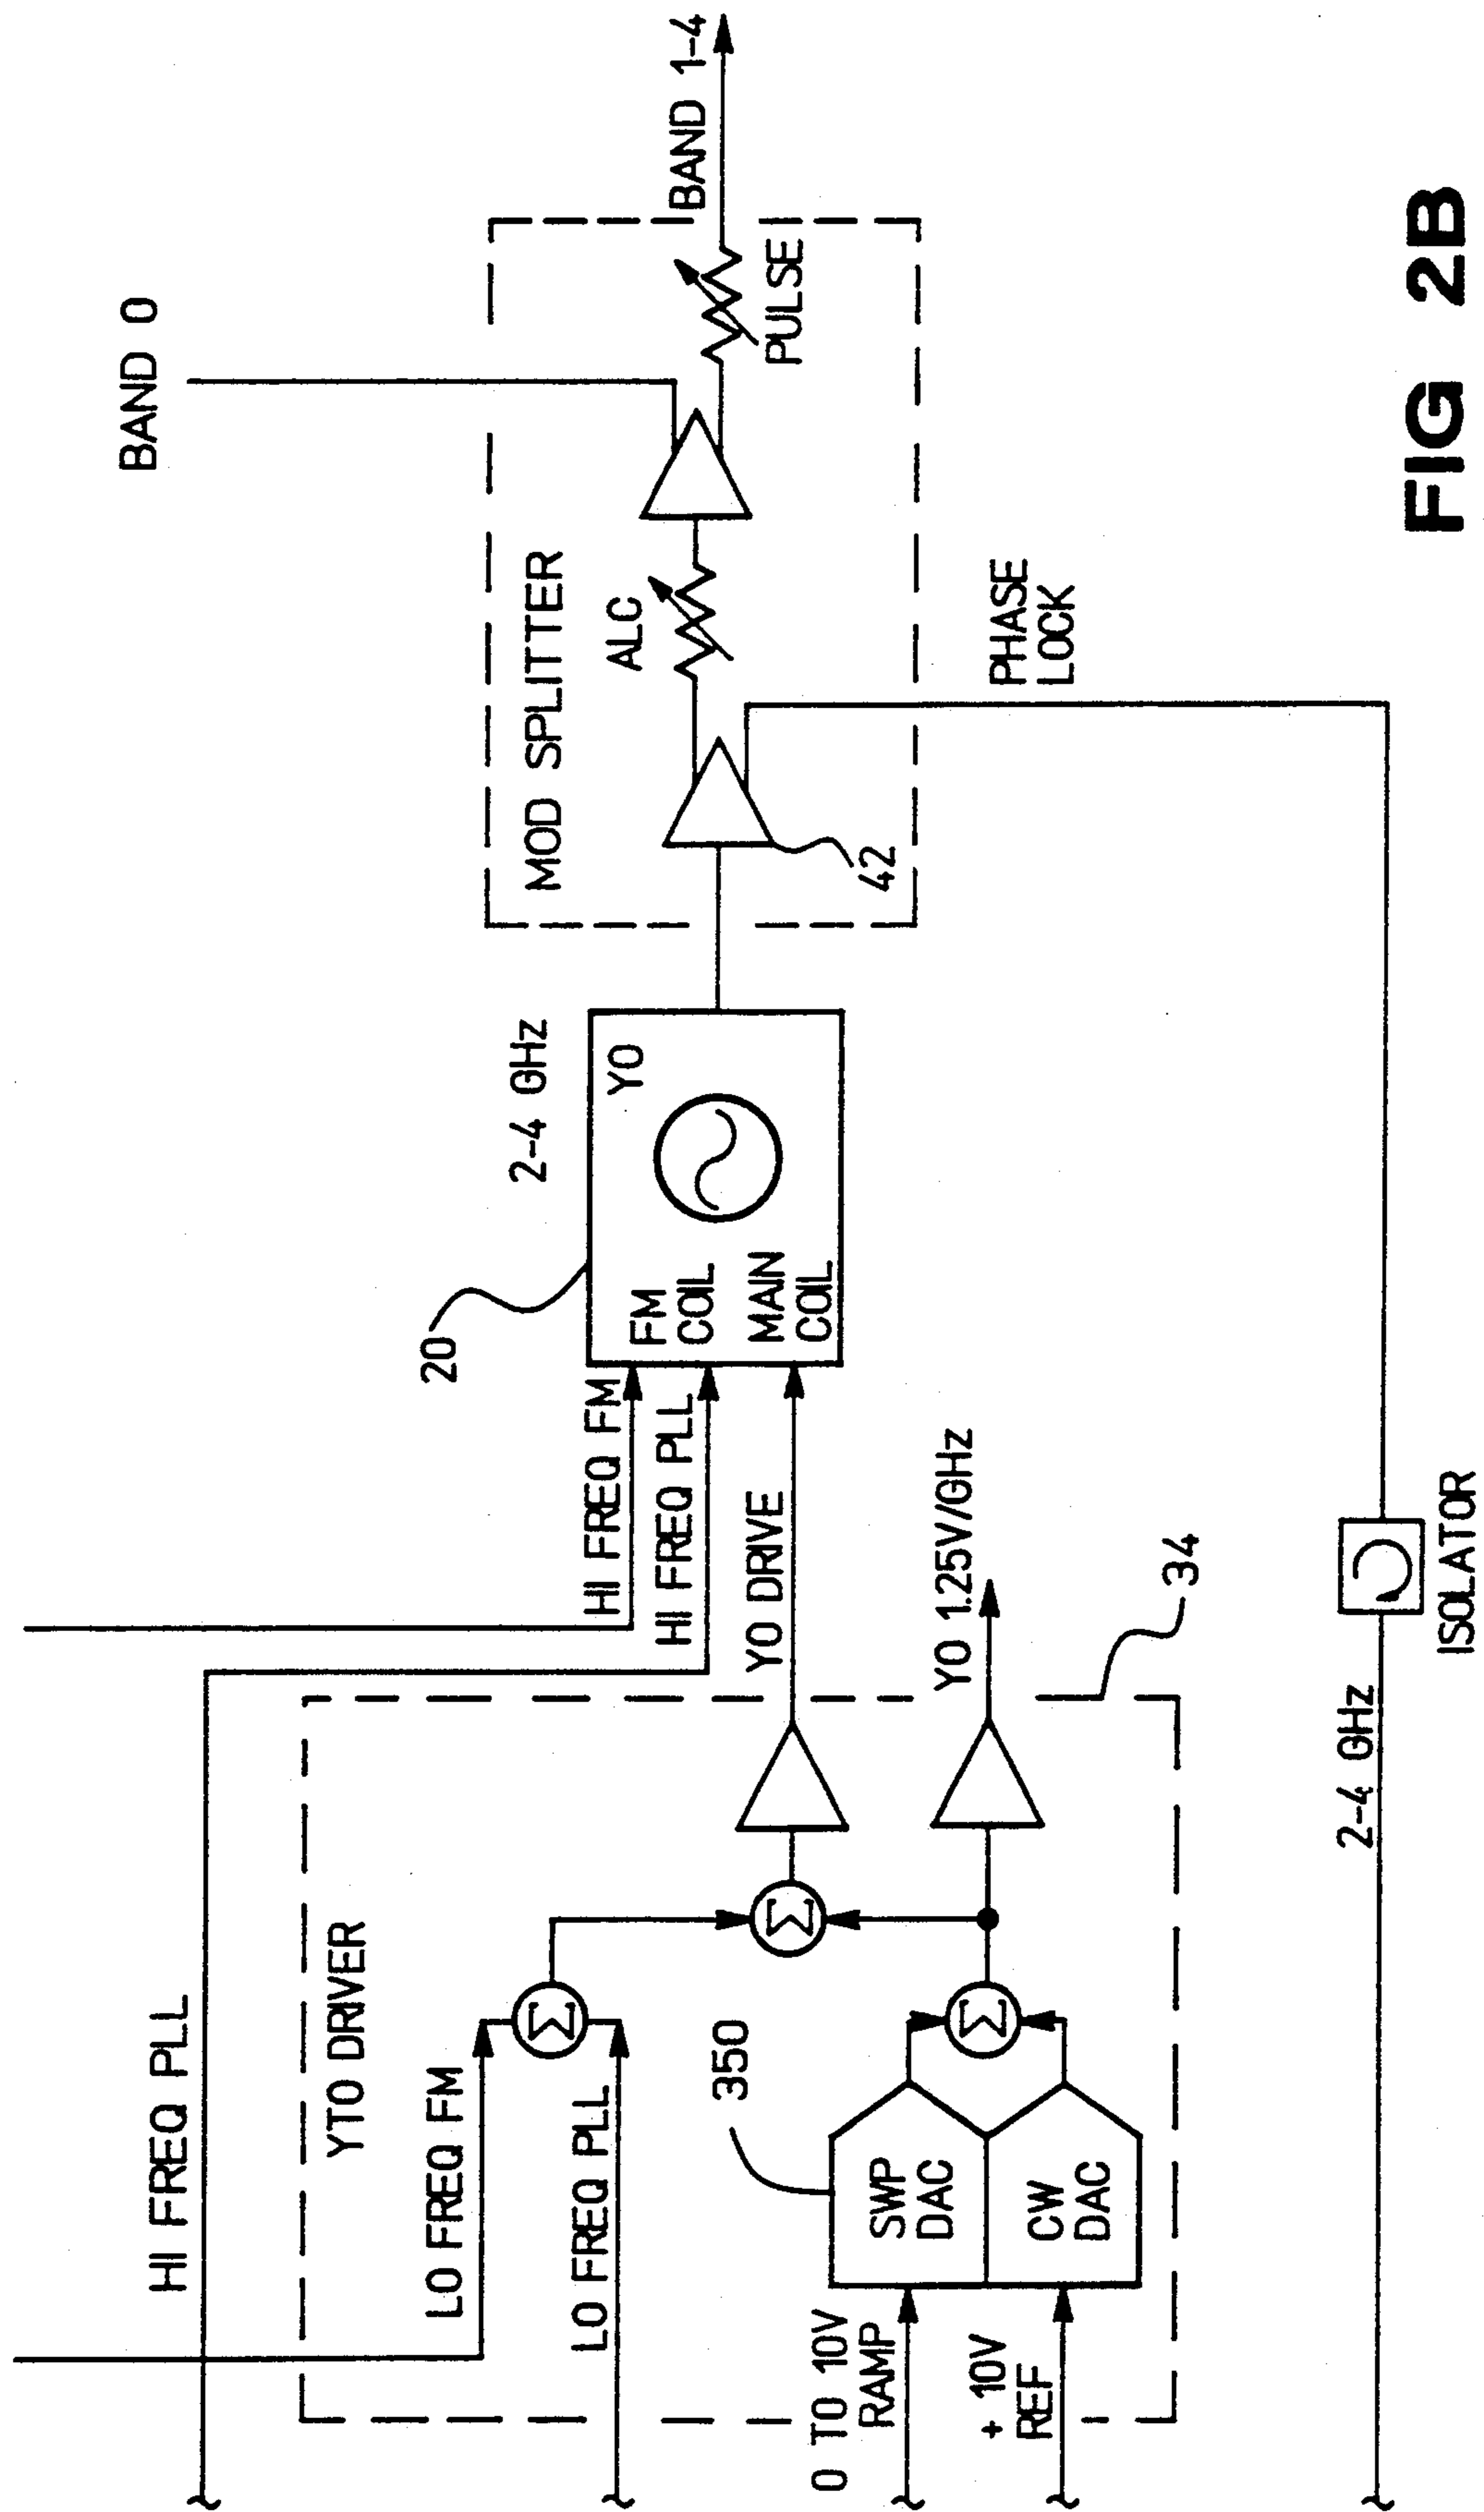 BAND 0
MOD SPLITTER
ALC
BAND 1-4
PULSE
42
PHASE
LOCK
2-4 GHz
YO
20
FM
COIL
MAIN
COIL
HI FREQ FM
HI FREQ PLL
YO DRIVE
YO 1.25V/GHz
34
HI FREQ PLL
YTO DRIVER
LO FREQ FM
LO FREQ PLL
Σ
Σ
Σ
350
SWP
DAC
CW
DAC
0 TO 10V
RAMP
+ 10V
REF
2-4 GHz
ISOLATOR
FIG 2B